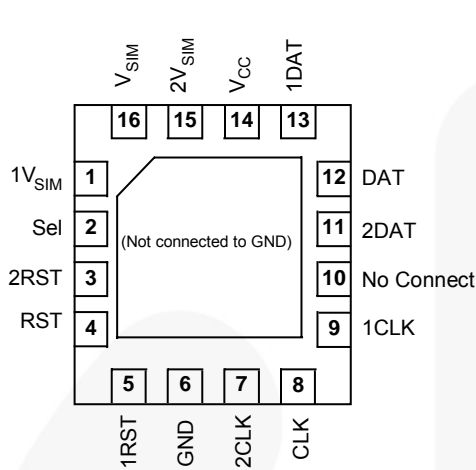 V_SIM 2V_SIM V_CC 1DAT
16 15 14 13
1V_SIM 1 12 DAT
Sel 2 11 2DAT
(Not connected to GND)
2RST 3 10 No Connect
RST 4 9 1CLK
5 6 7 8
1RST GND 2CLK CLK